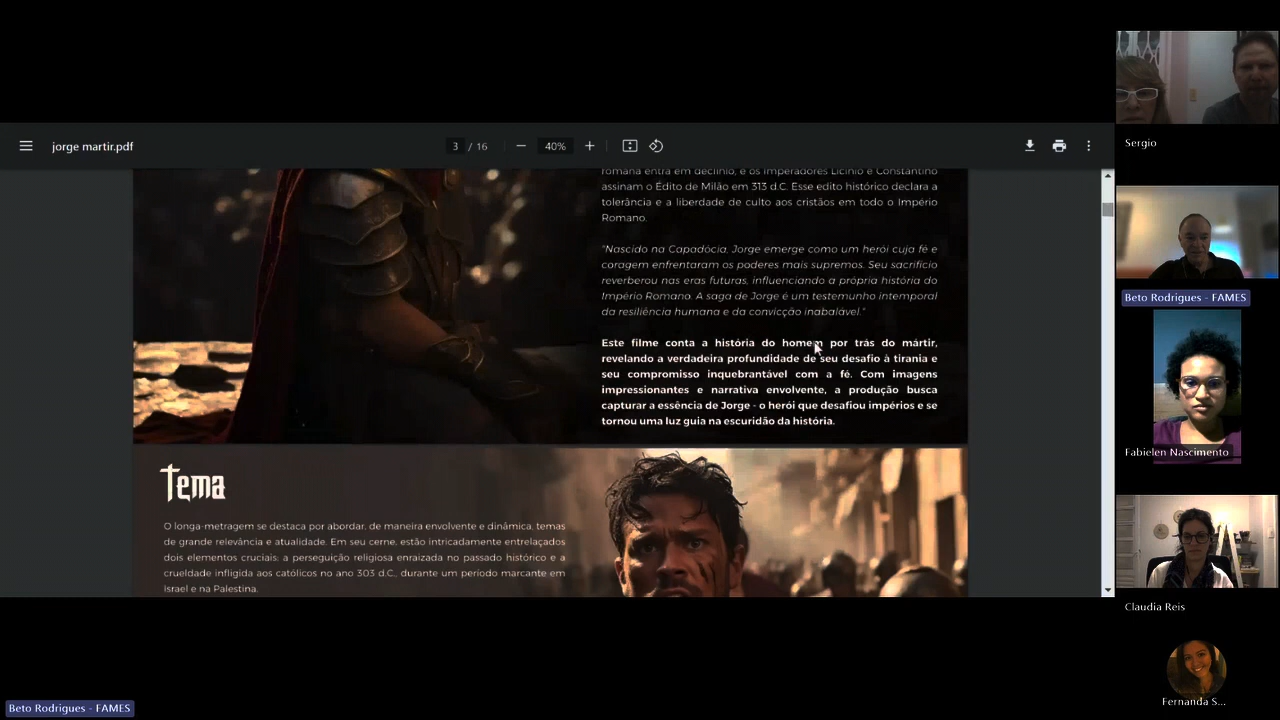 jorge martir.pdf
3 / 16
40%
romana entra em declínio, e os Imperadores Licínio e Constantino
assinam o Édito de Milão em 313 d.C. Esse edito histórico declara a
tolerância e a liberdade de culto aos cristãos em todo o Império
Romano.
"Nascido na Capadócia, Jorge emerge como um herói cuja fé e
coragem enfrentaram os poderes mais supremos. Seu sacrifício
reverberou nas eras futuras, influenciando a própria história do
Império Romano. A saga de Jorge é um testemunho intemporal
da resiliência humana e da convicção inabalável."
Este filme conta a história do homem por trás do mártir,
revelando a verdadeira profundidade de seu desafio à tirania e
seu compromisso inquebrantável com a fé. Com imagens
impressionantes e narrativa envolvente, a produção busca
capturar a essência de Jorge - o herói que desafiou impérios e se
tornou uma luz guia na escuridão da história.
Tema
O longa-metragem se destaca por abordar, de maneira envolvente e dinâmica, temas
de grande relevância e atualidade. Em seu cerne, estão intricadamente entrelaçados
dois elementos cruciais: a perseguição religiosa enraizada no passado histórico e a
crueldade infligida aos católicos no ano 303 d.C., durante um período marcante em
Israel e na Palestina.
Sergio
Beto Rodrigues - FAMES
Fabielen Nascimento
Claudia Reis
Fernanda S...
Beto Rodrigues - FAMES